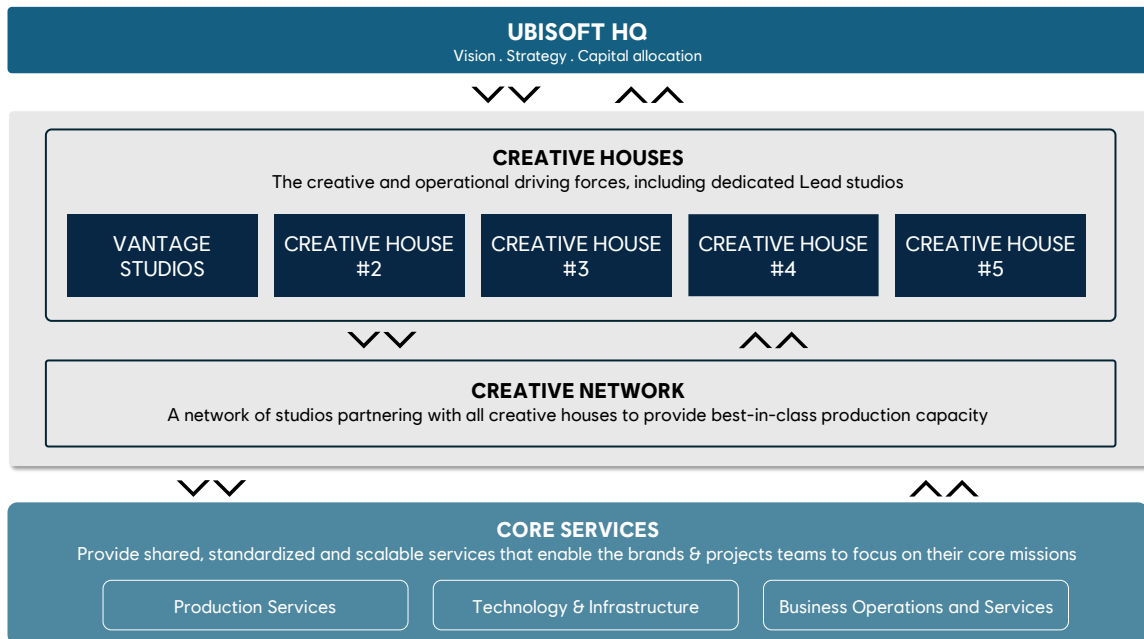 UBISOFT HQ
Vision . Strategy . Capital allocation
CREATIVE HOUSES
The creative and operational driving forces, including dedicated Lead studios
VANTAGE
STUDIOS
CREATIVE HOUSE
#2
CREATIVE HOUSE
#3
CREATIVE HOUSE
#4
CREATIVE HOUSE
#5
CREATIVE NETWORK
A network of studios partnering with all creative houses to provide best-in-class production capacity
CORE SERVICES
Provide shared, standardized and scalable services that enable the brands & projects teams to focus on their core missions
Production Services
Technology & Infrastructure
Business Operations and Services